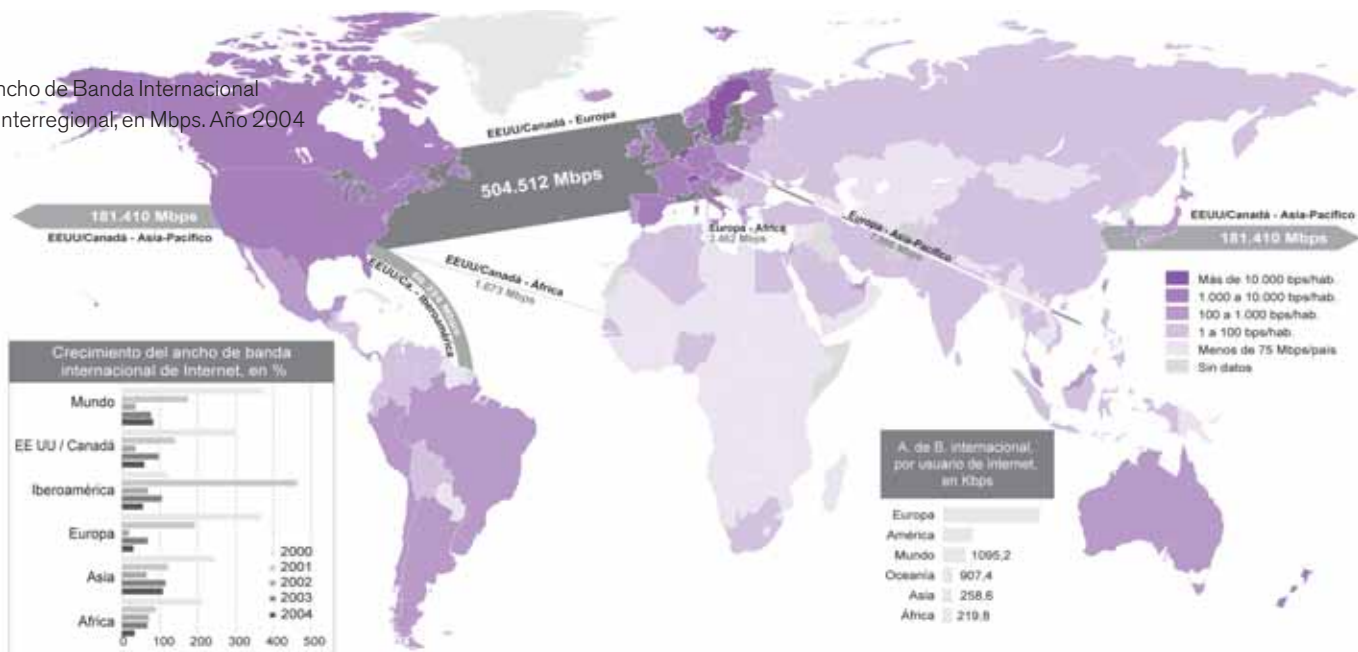 ncho de Banda Internacional
nterregional, en Mbps. Año 2004
EEUU/Canadá - Europa
504.512 Mbps
181.410 Mbps
EEUU/Canadá - Asia-Pacífico
EEUU/Ca. - Iberoamérica
EEUU/Canadá - África
1.673 Mbps
Europa - África
Mbps
Europa - Asia-Pacífico
Mbps
EEUU/Canadá - Asia-Pacífico
181.410 Mbps
Más de 10.000 bps/hab.
1.000 a 10.000 bps/hab.
100 a 1.000 bps/hab.
1 a 100 bps/hab.
Menos de 75 Mbps/país
Sin datos
Crecimiento del ancho de banda
internacional de Internet, en %
Mundo
EE UU / Canadá
Iberoamérica
Europa
Asia
Africa
2000
2001
2002
2003
2004
0 100 200 300 400 500
A. de B. internacional,
por usuario de Internet,
en Kbps
Europa
América
Mundo 1095,2
Oceanía 907,4
Asia 258,6
África 219,8